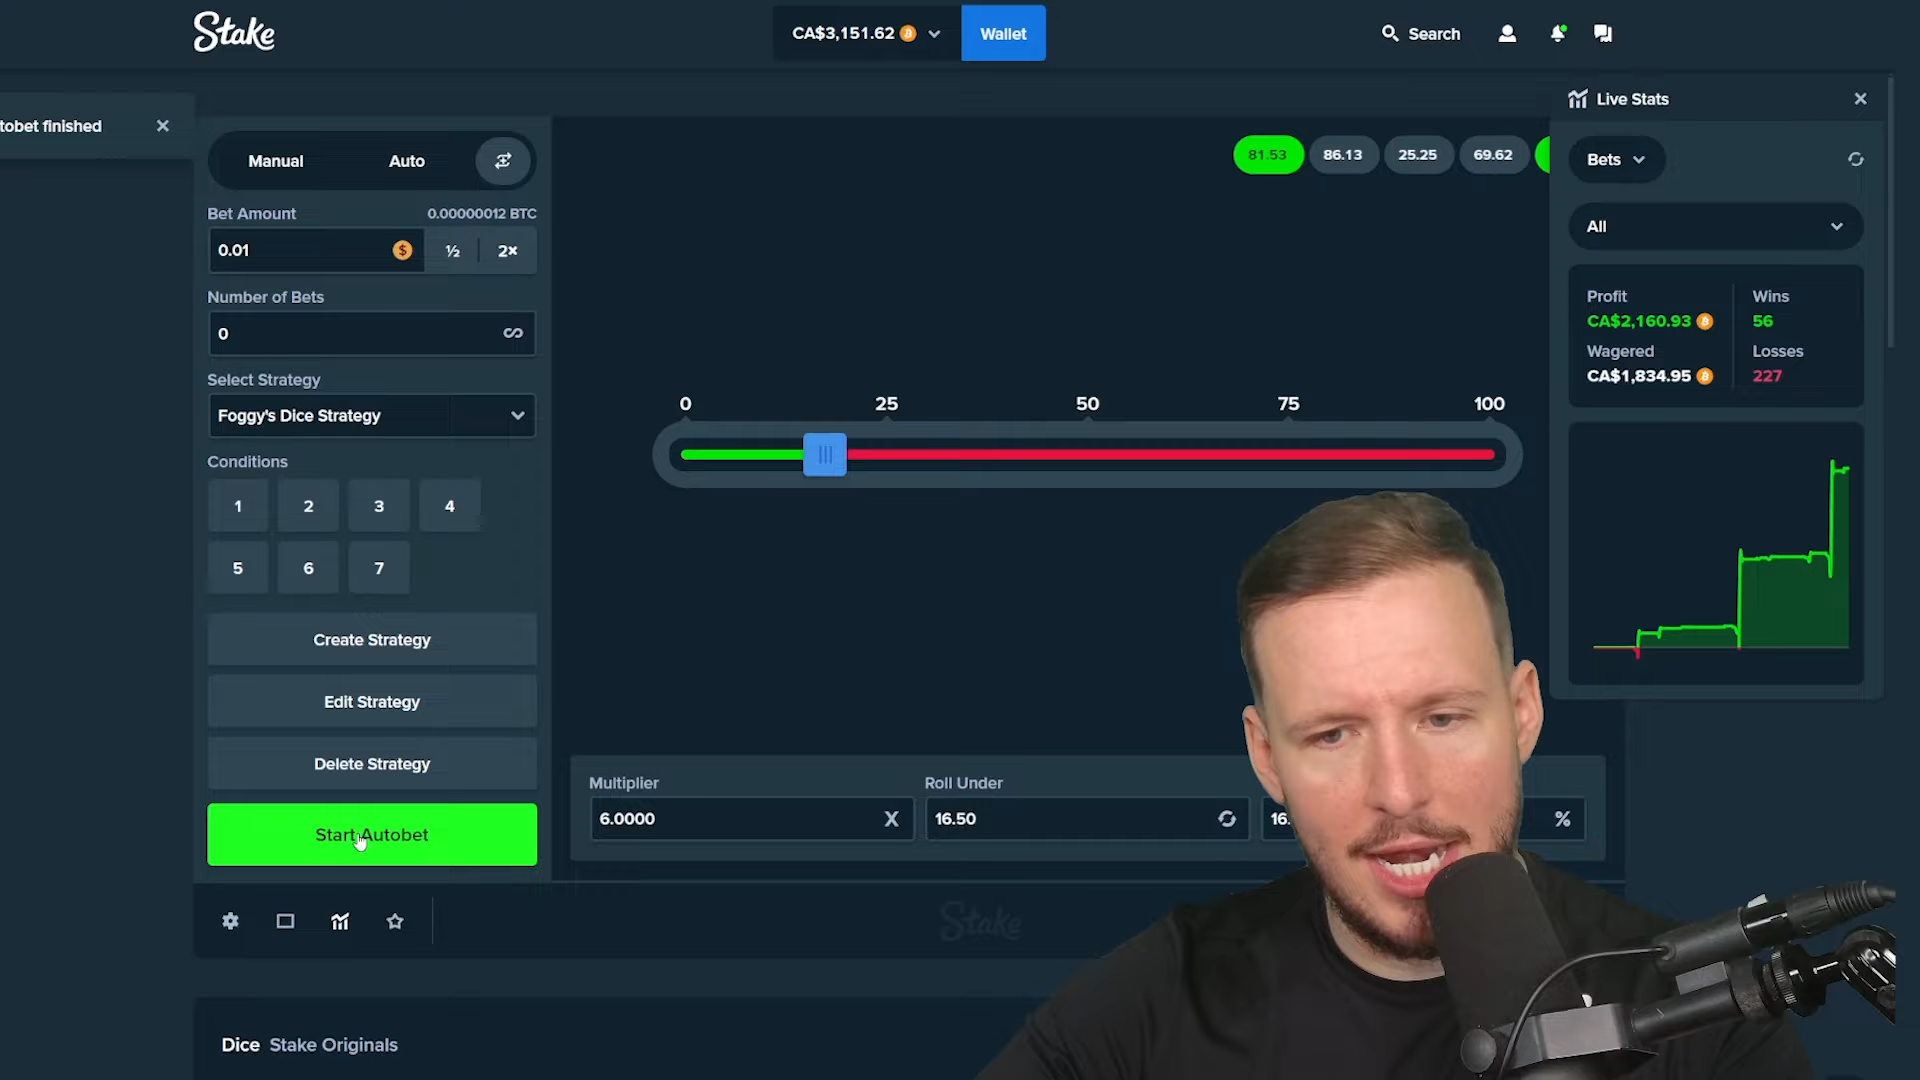 Stake
CA$3,151.62
Wallet
Search
tobet finished
Manual
Auto
Bet Amount
0.00000012 BTC
0.01
½
2×
Number of Bets
0
Select Strategy
Foggy's Dice Strategy
Conditions
1
2
3
4
5
6
7
Create Strategy
Edit Strategy
Delete Strategy
Start Autobet
81.53
86.13
25.25
69.62
0
25
50
75
100
Multiplier
6.0000
X
Roll Under
16.50
16.
%
Live Stats
Bets
All
Profit
CA$2,160.93
Wins
56
Wagered
CA$1,834.95
Losses
227
Stake
Dice Stake Originals